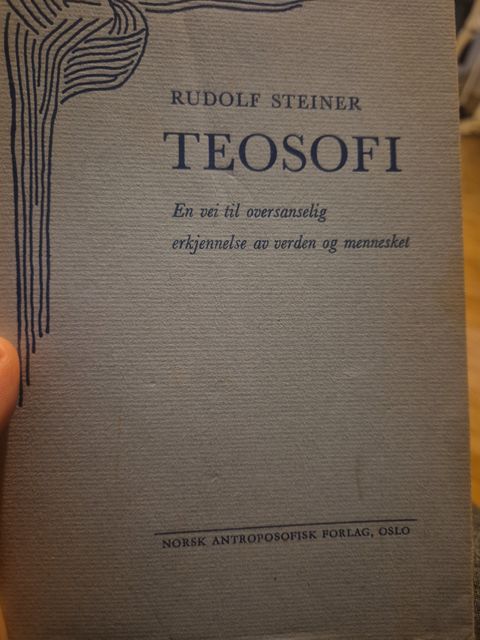 RUDOLF STEINER
TEOSOFI
En vei til oversanselig
erkjennelse av verden og mennesket
NORSK ANTROPOSOFISK FORLAG, OSLO